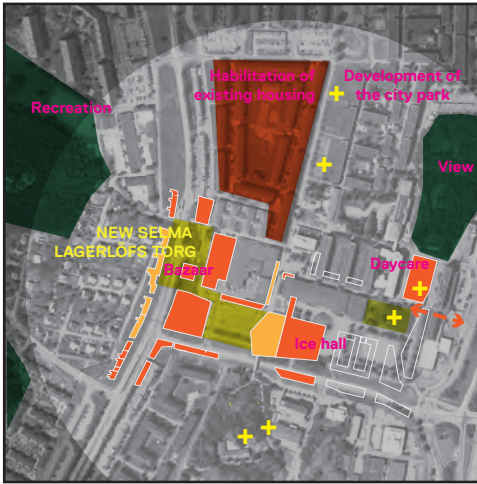 Habilitation of
existing housing
Development of
the city park
Recreation
View
NEW SELMA
LAGERLÖFS TORG
Bazaar
Daycare
Ice hall